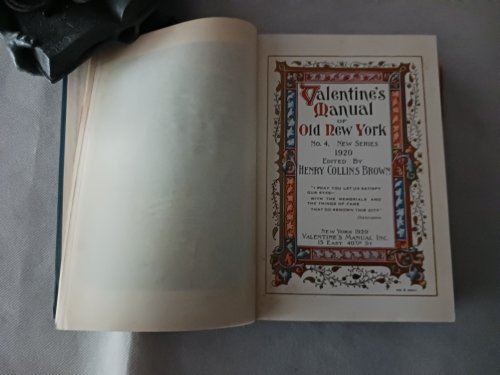 Valentine's
Manual
OF
Old New York
No. 4, New Series
1920
Edited By
Henry Collins Brown
"I PRAY YOU LET US SATISFY
OUR EYES—
WITH THE MEMORIALS AND
THE THINGS OF FAME
THAT DO RENOWN THIS CITY"
New York 1920
Valentine's Manual Inc.
15 East 40th St.